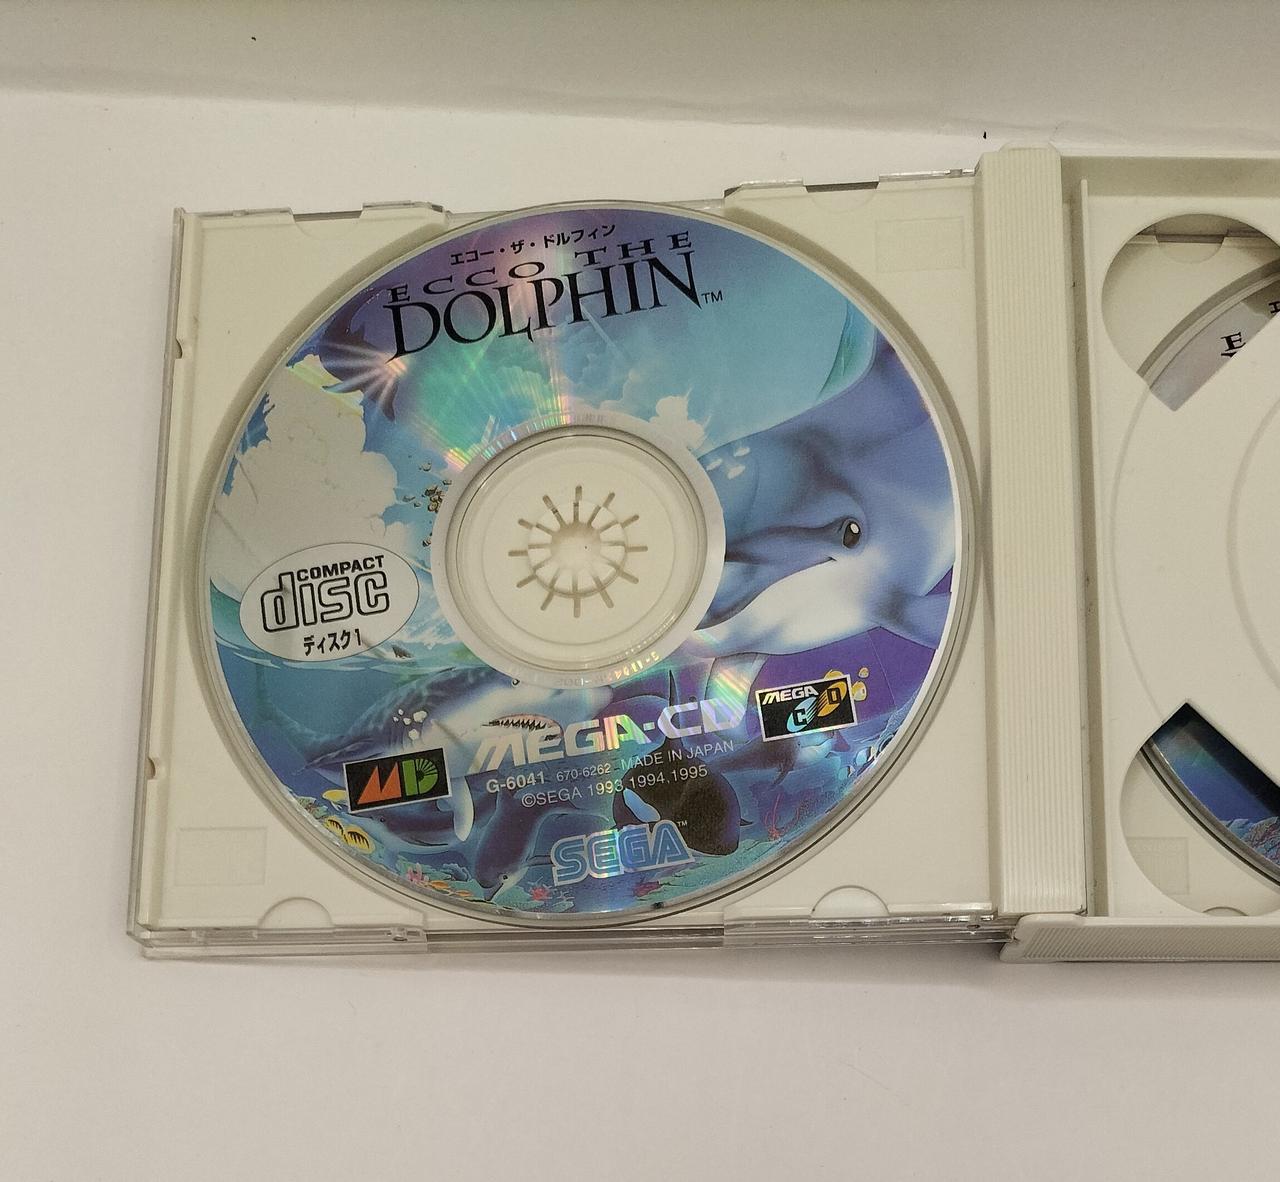 エコー・ザ・ドルフィン
ECCO THE
DOLPHIN™
COMPACT
disc
ディスク1
MEGA-CD
MEGA
CD
MD
G-6041 670-6262 MADE IN JAPAN
©SEGA 1993,1994,1995
SEGA™
E